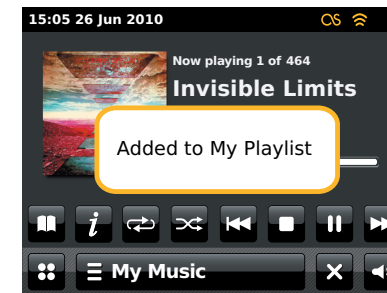 15:05 26 Jun 2010
Now playing 1 of 464
Invisible Limits
Added to My Playlist
My Music